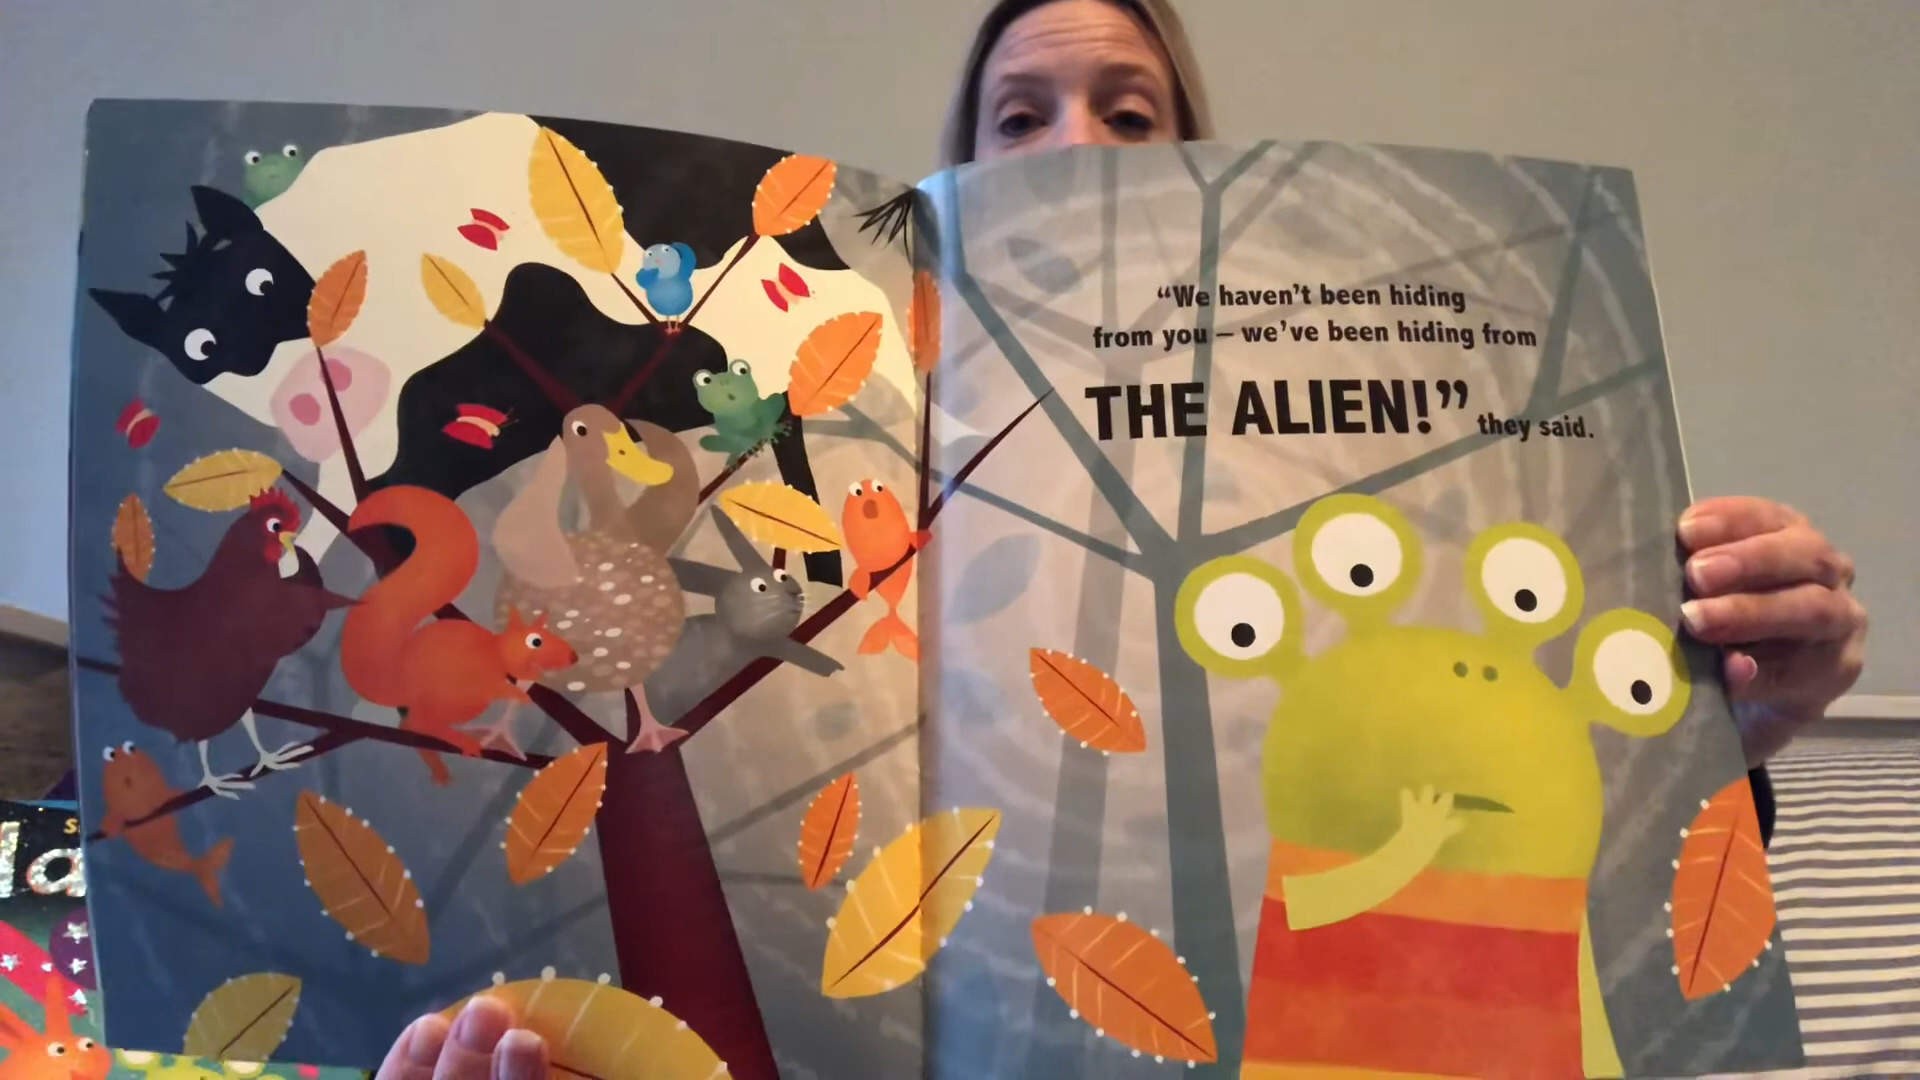 “We haven’t been hiding
from you – we’ve been hiding from
THE ALIEN!” they said.